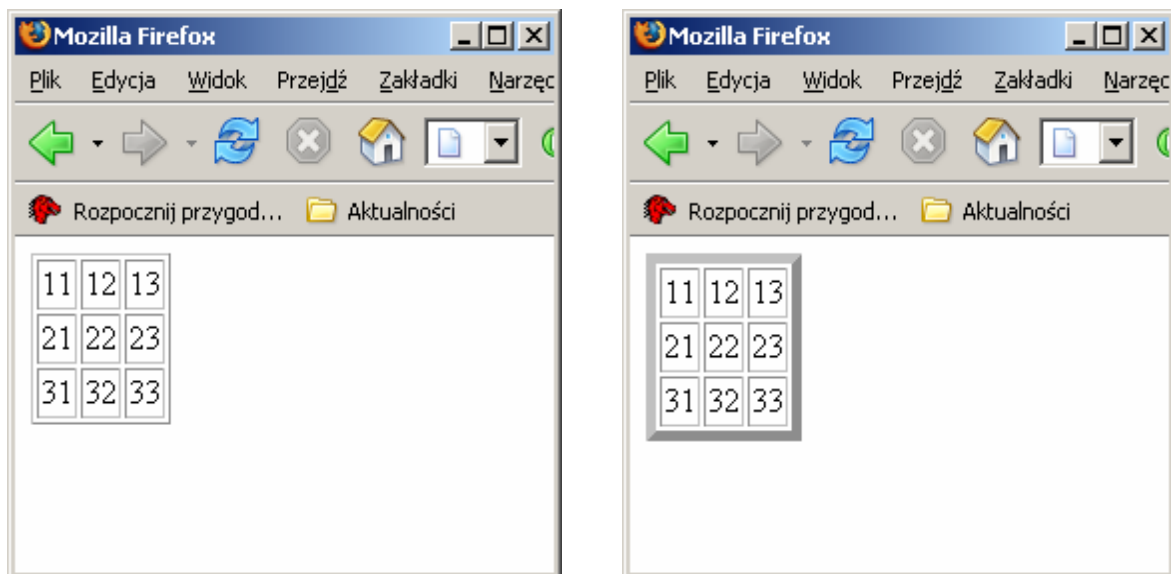 Mozilla Firefox
Plik Edycja Widok Przejdź Zakładki Narzęc
Rozpocznij przygod... Aktualności
11 12 13
21 22 23
31 32 33
Mozilla Firefox
Plik Edycja Widok Przejdź Zakładki Narzęc
Rozpocznij przygod... Aktualności
11 12 13
21 22 23
31 32 33